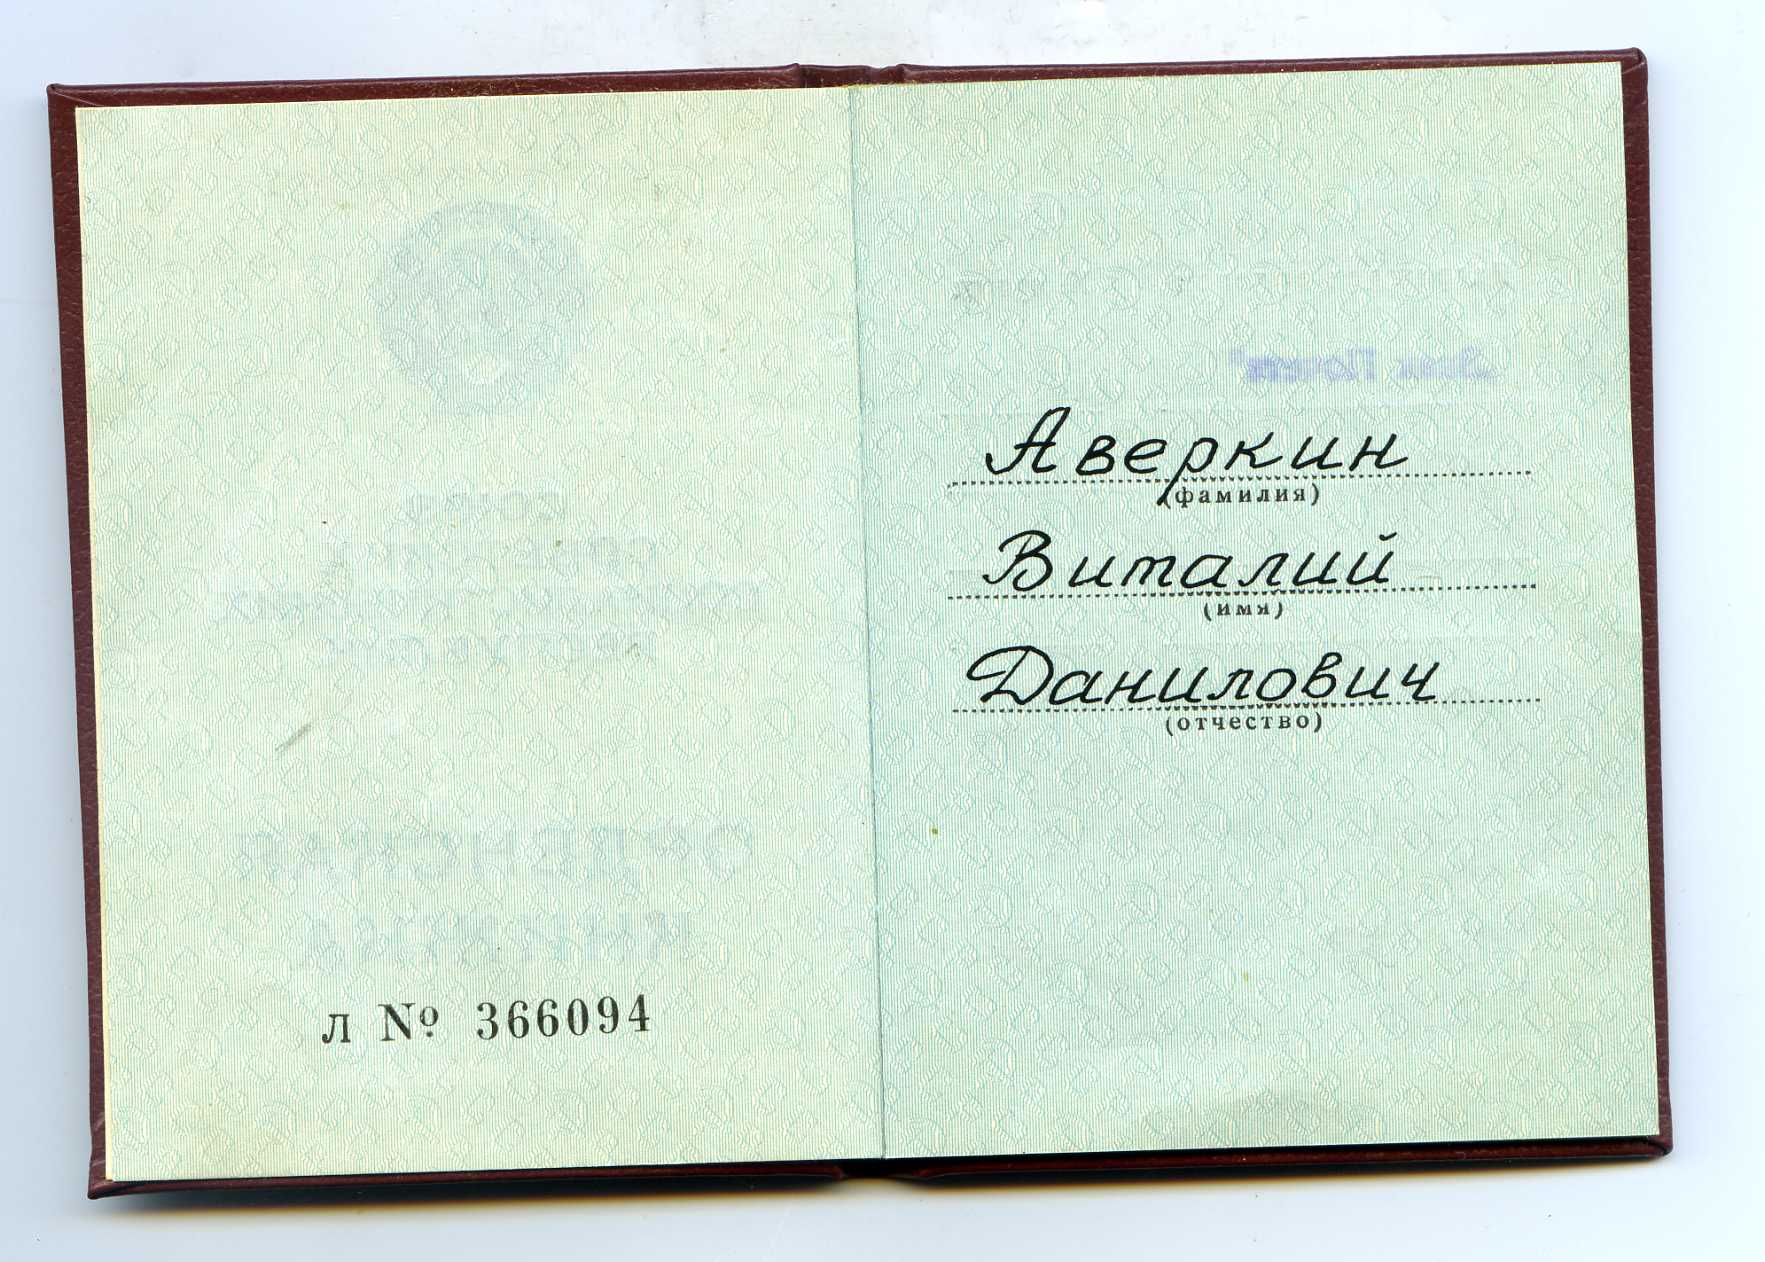 л № 366094
Аверкин
(фамилия)
Виталий
(имя)
Данилович
(отчество)